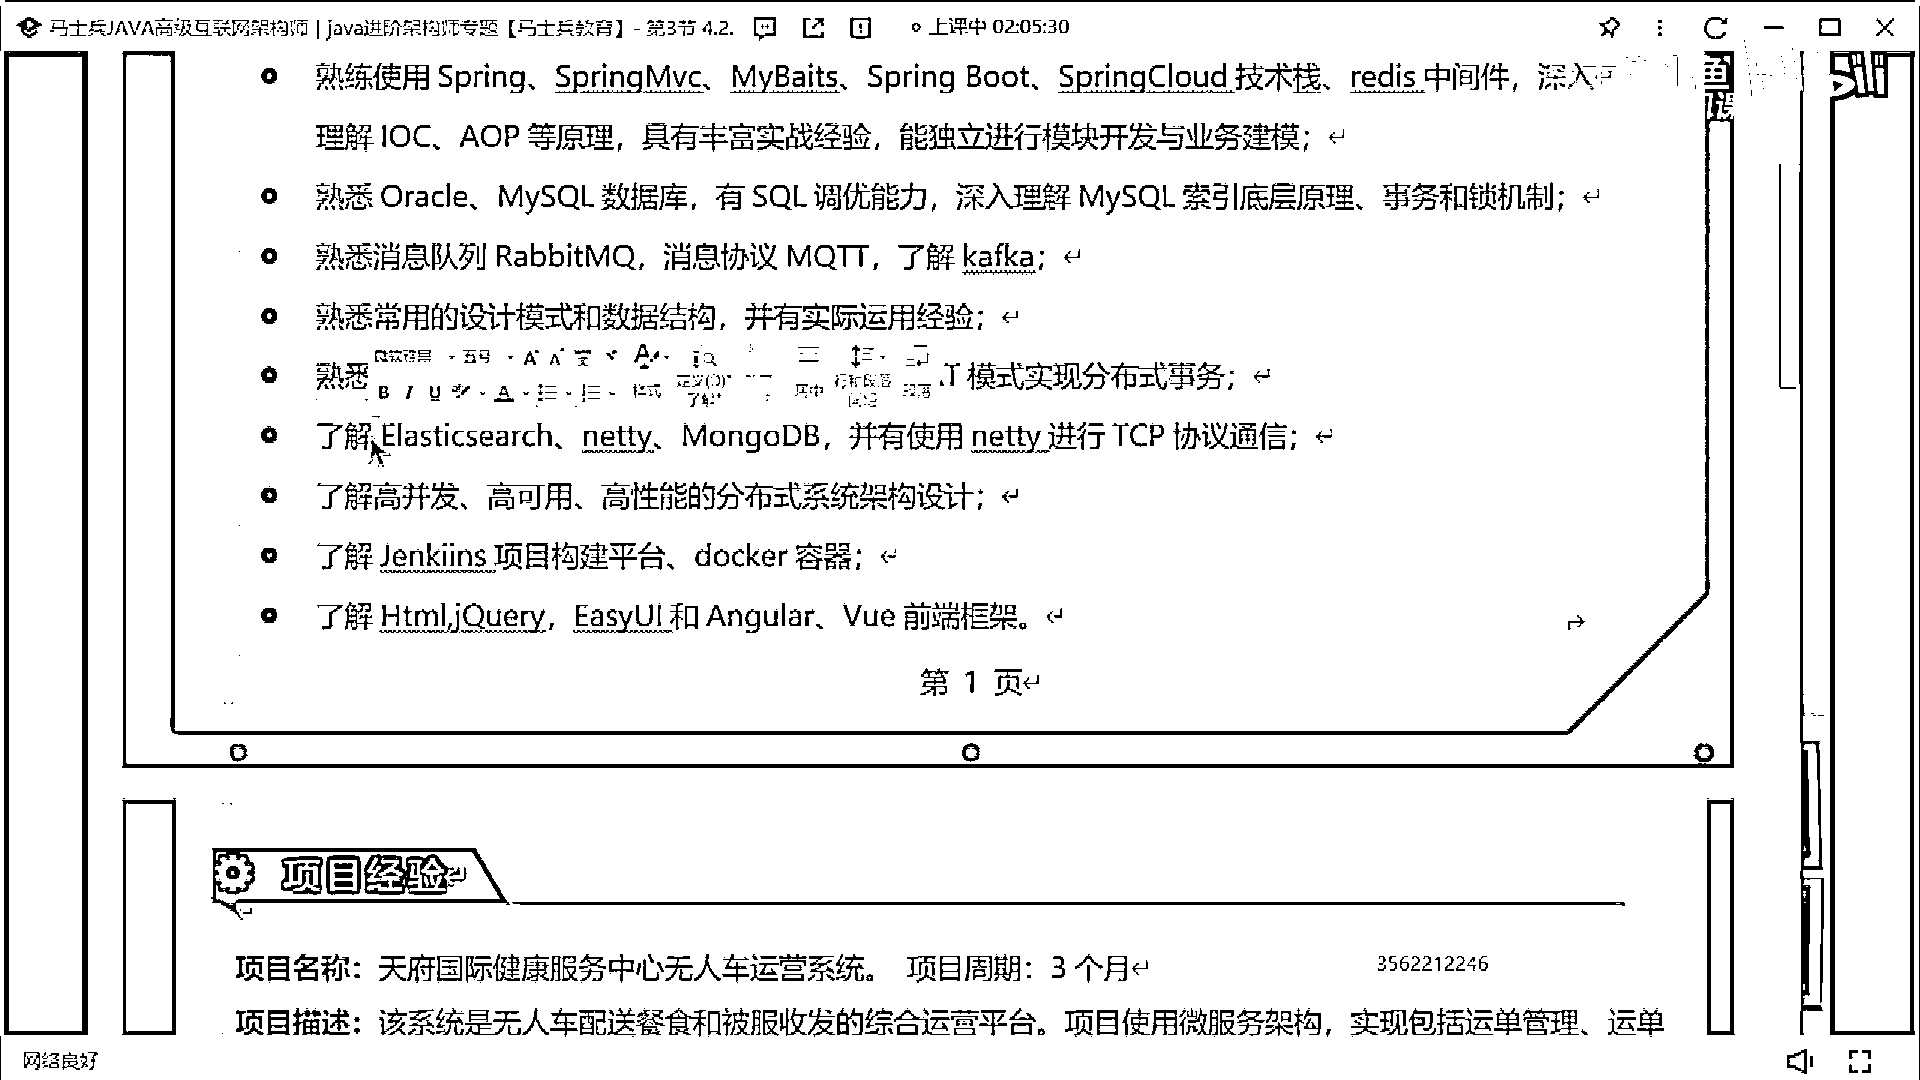 马士兵JAVA高级互联网架构师 | java进阶架构师专题【马士兵教育】- 第3节 4.2. 上课中 02:05:30
熟练使用 Spring、SpringMvc、MyBaits、Spring Boot、SpringCloud 技术栈、redis 中间件，深入
理解 IOC、AOP 等原理，具有丰富实战经验，能独立进行模块开发与业务建模；
熟悉 Oracle、MySQL 数据库，有 SQL 调优能力，深入理解 MySQL 索引底层原理、事务和锁机制；
熟悉消息队列 RabbitMQ，消息协议 MQTT，了解 kafka；
熟悉常用的设计模式和数据结构，并有实际运用经验；
五号
熟悉 模式实现分布式事务；
B I U A 样式 居中 段落
了解 Elasticsearch、netty、MongoDB，并有使用 netty 进行 TCP 协议通信；
了解高并发、高可用、高性能的分布式系统架构设计；
了解 Jenkiins 项目构建平台、docker 容器；
了解 Html,jQuery，EasyUI 和 Angular、Vue 前端框架。
第 1 页
项目经验
项目名称：天府国际健康服务中心无人车运营系统。 项目周期：3 个月
3562212246
项目描述：该系统是无人车配送餐食和被服收发的综合运营平台。项目使用微服务架构，实现包括运单管理、运单
网络良好